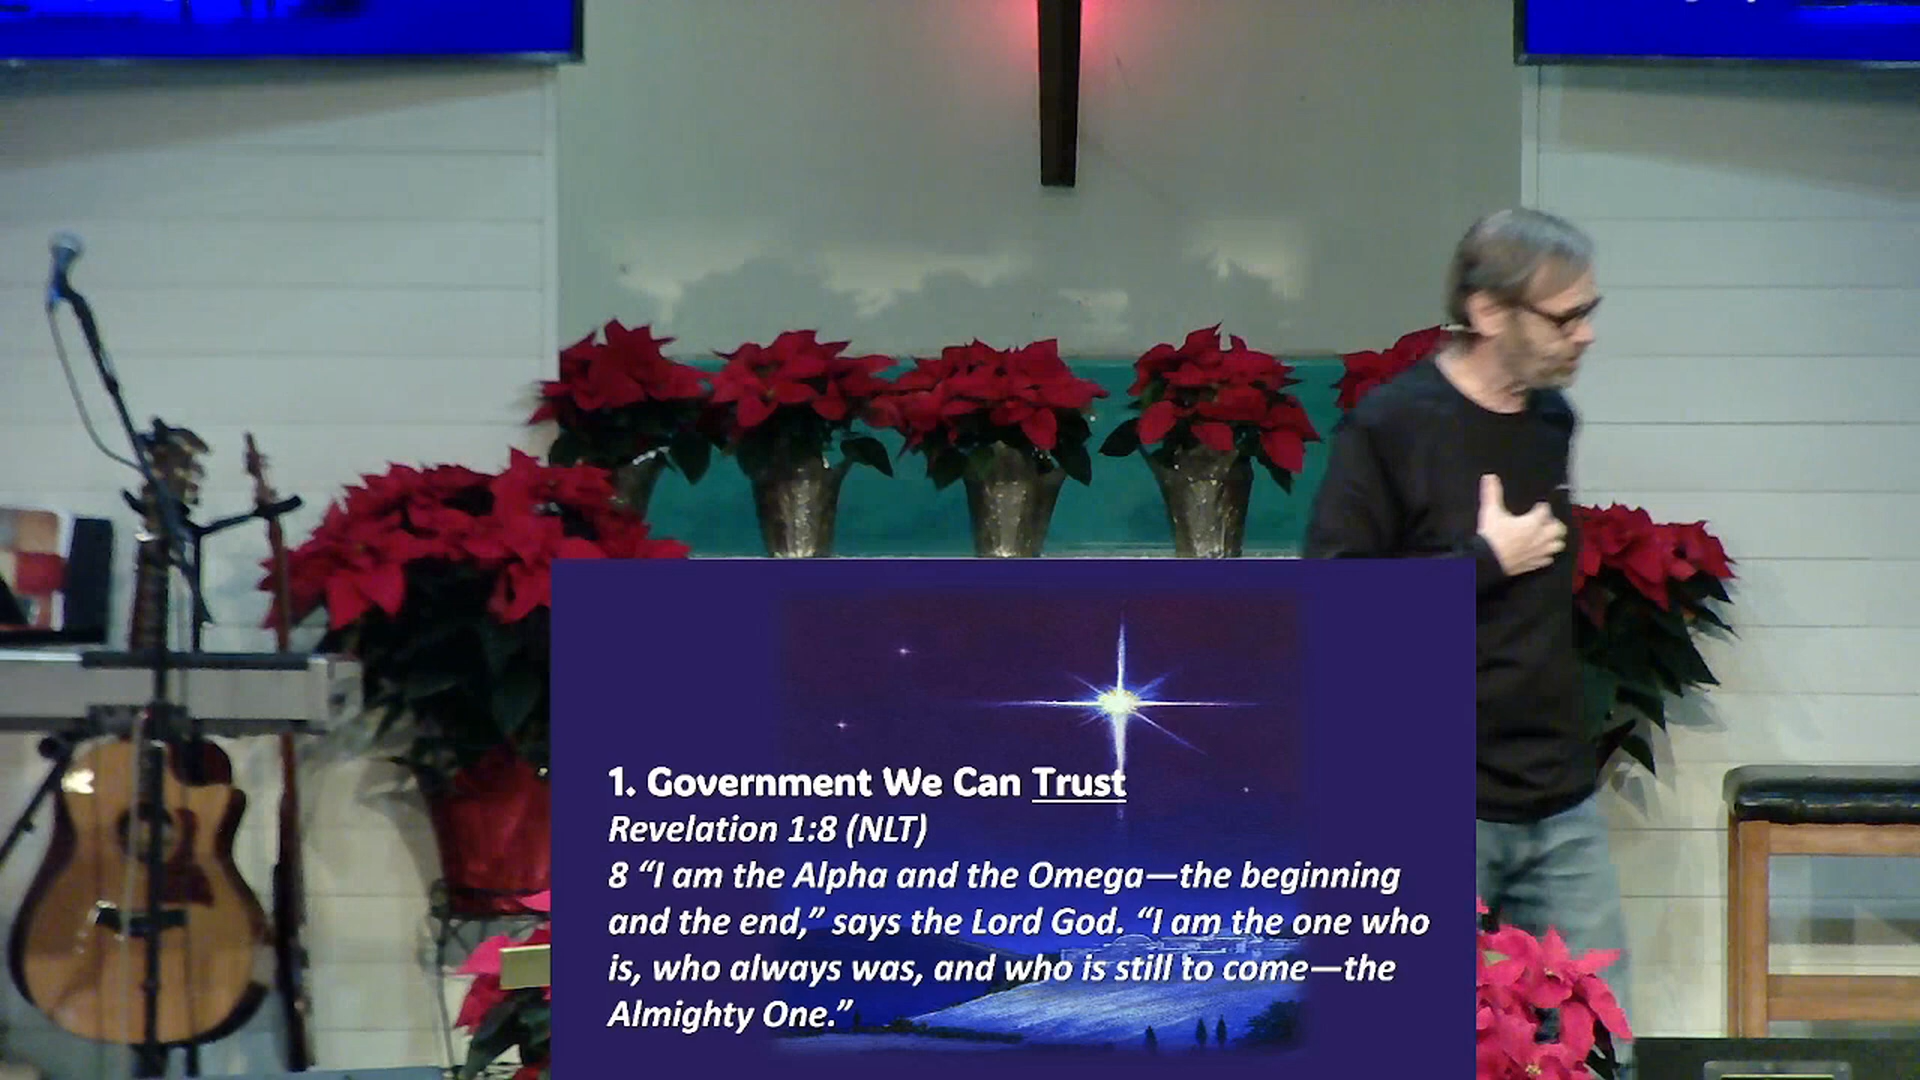 1. Government We Can Trust
Revelation 1:8 (NLT)
8 “I am the Alpha and the Omega—the beginning
and the end,” says the Lord God. “I am the one who
is, who always was, and who is still to come—the
Almighty One.”